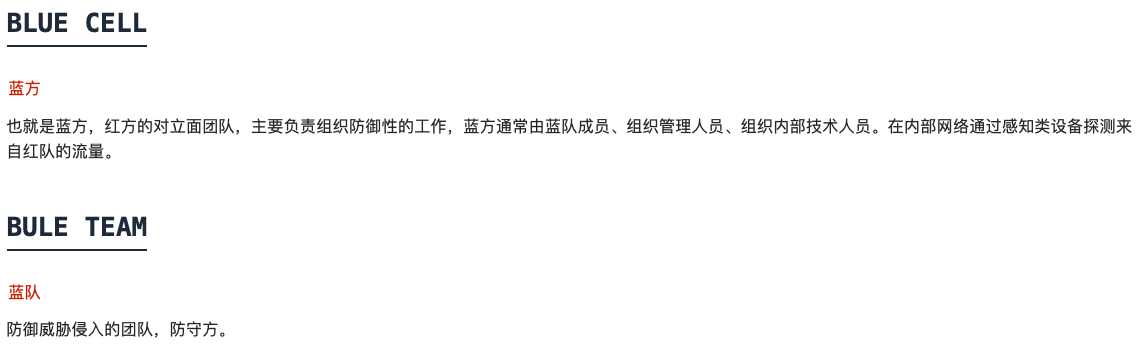 BLUE CELL
蓝方
也就是蓝方，红方的对立面团队，主要负责组织防御性的工作，蓝方通常由蓝队成员、组织管理人员、组织内部技术人员。在内部网络通过感知类设备探测来
自红队的流量。
BULE TEAM
蓝队
防御威胁侵入的团队，防守方。